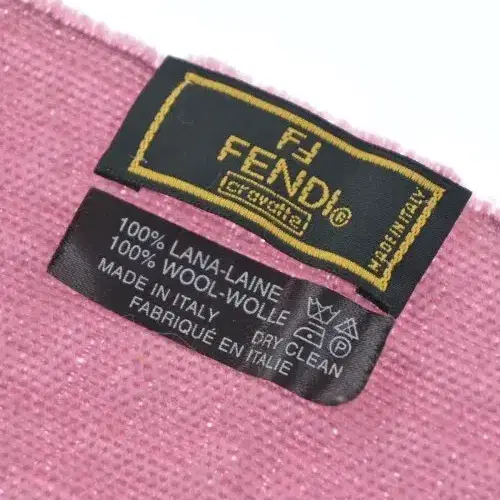 FF
FENDI®
cravatte
MADE IN ITALY
100% LANA-LAINE
100% WOOL-WOLLE
MADE IN ITALY
FABRIQUÉ EN ITALIE
DRY CLEAN
P